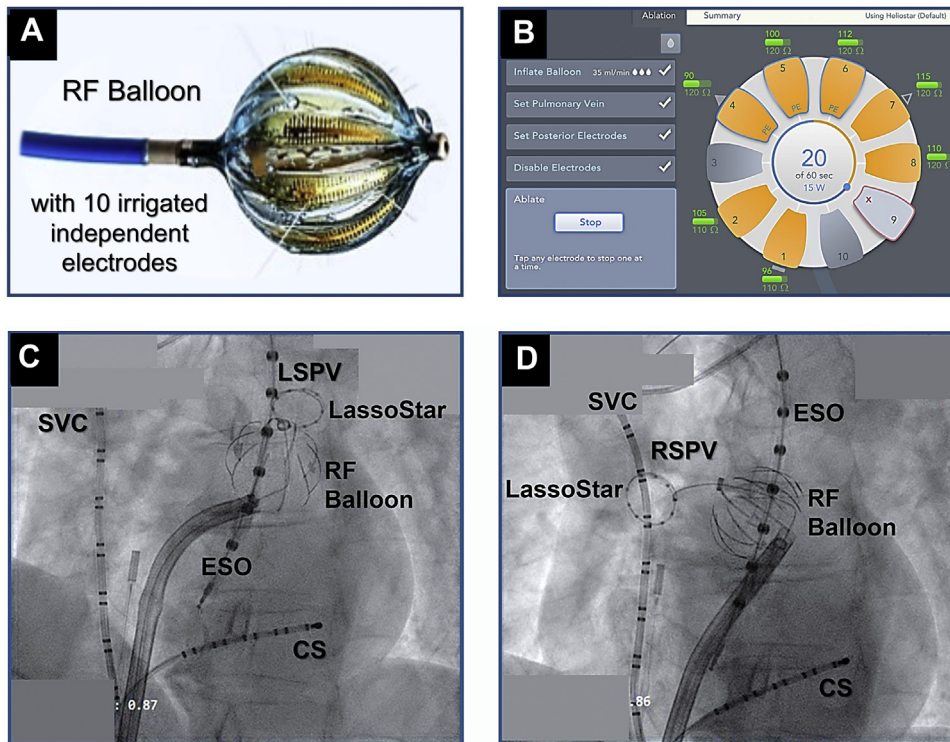 A
RF Balloon
with 10 irrigated
independent
electrodes
B
Ablation
Summary
Using Heliostar (Default)
Inflate Balloon 35 ml/min
Set Pulmonary Vein
Set Posterior Electrodes
Disable Electrodes
Ablate
Stop
Tap any electrode to stop one at
a time.
100
120 Ω
112
120 Ω
90
120 Ω
115
120 Ω
110
120 Ω
105
110 Ω
96
110 Ω
5
PE
6
PE
4
PE
7
3
8
2
X
9
1
10
20
of 60 sec
15 W
C
SVC
LSPV
LassoStar
RF
Balloon
ESO
CS
: 0.87
D
SVC
RSPV
ESO
LassoStar
RF
Balloon
CS
.86